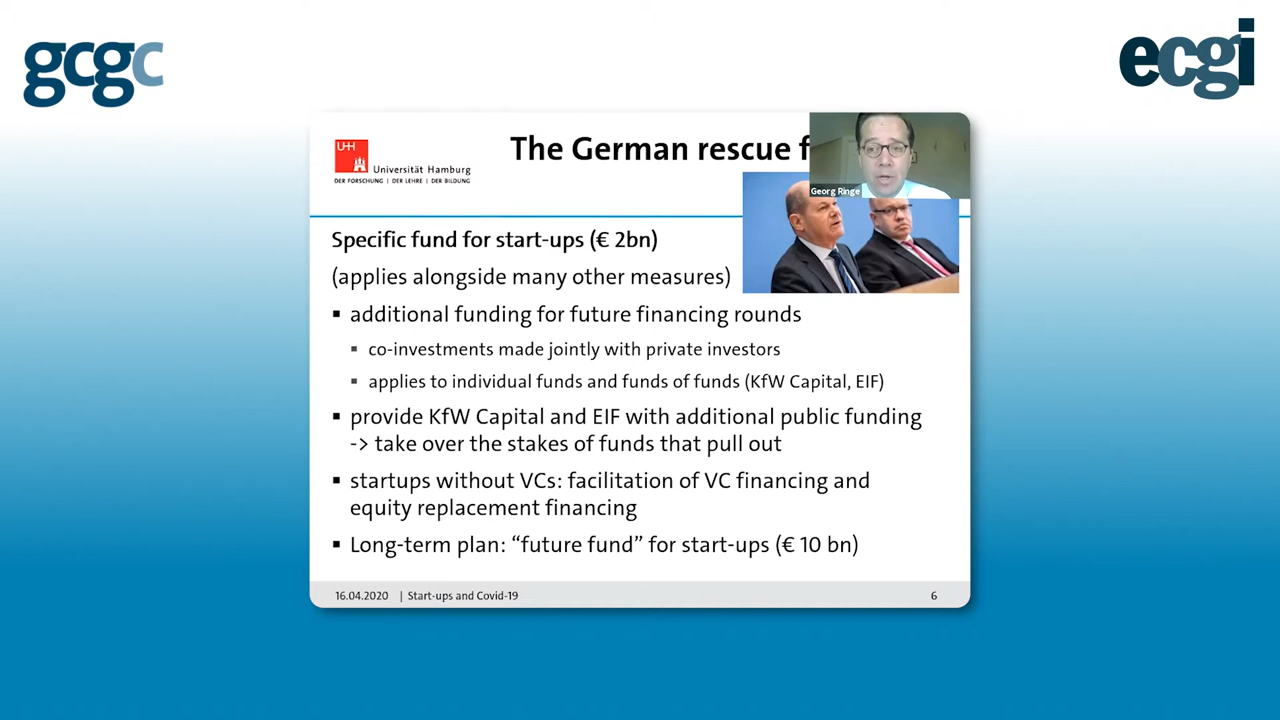 gcgc
ecgi
UHH
Universität Hamburg
DER FORSCHUNG | DER LEHRE | DER BILDUNG
The German rescue f
Georg Ringe
Specific fund for start-ups (€ 2bn)
(applies alongside many other measures)
▪ additional funding for future financing rounds
▪ co-investments made jointly with private investors
▪ applies to individual funds and funds of funds (KfW Capital, EIF)
▪ provide KfW Capital and EIF with additional public funding
-> take over the stakes of funds that pull out
▪ startups without VCs: facilitation of VC financing and
equity replacement financing
▪ Long-term plan: “future fund” for start-ups (€ 10 bn)
16.04.2020 | Start-ups and Covid-19 6